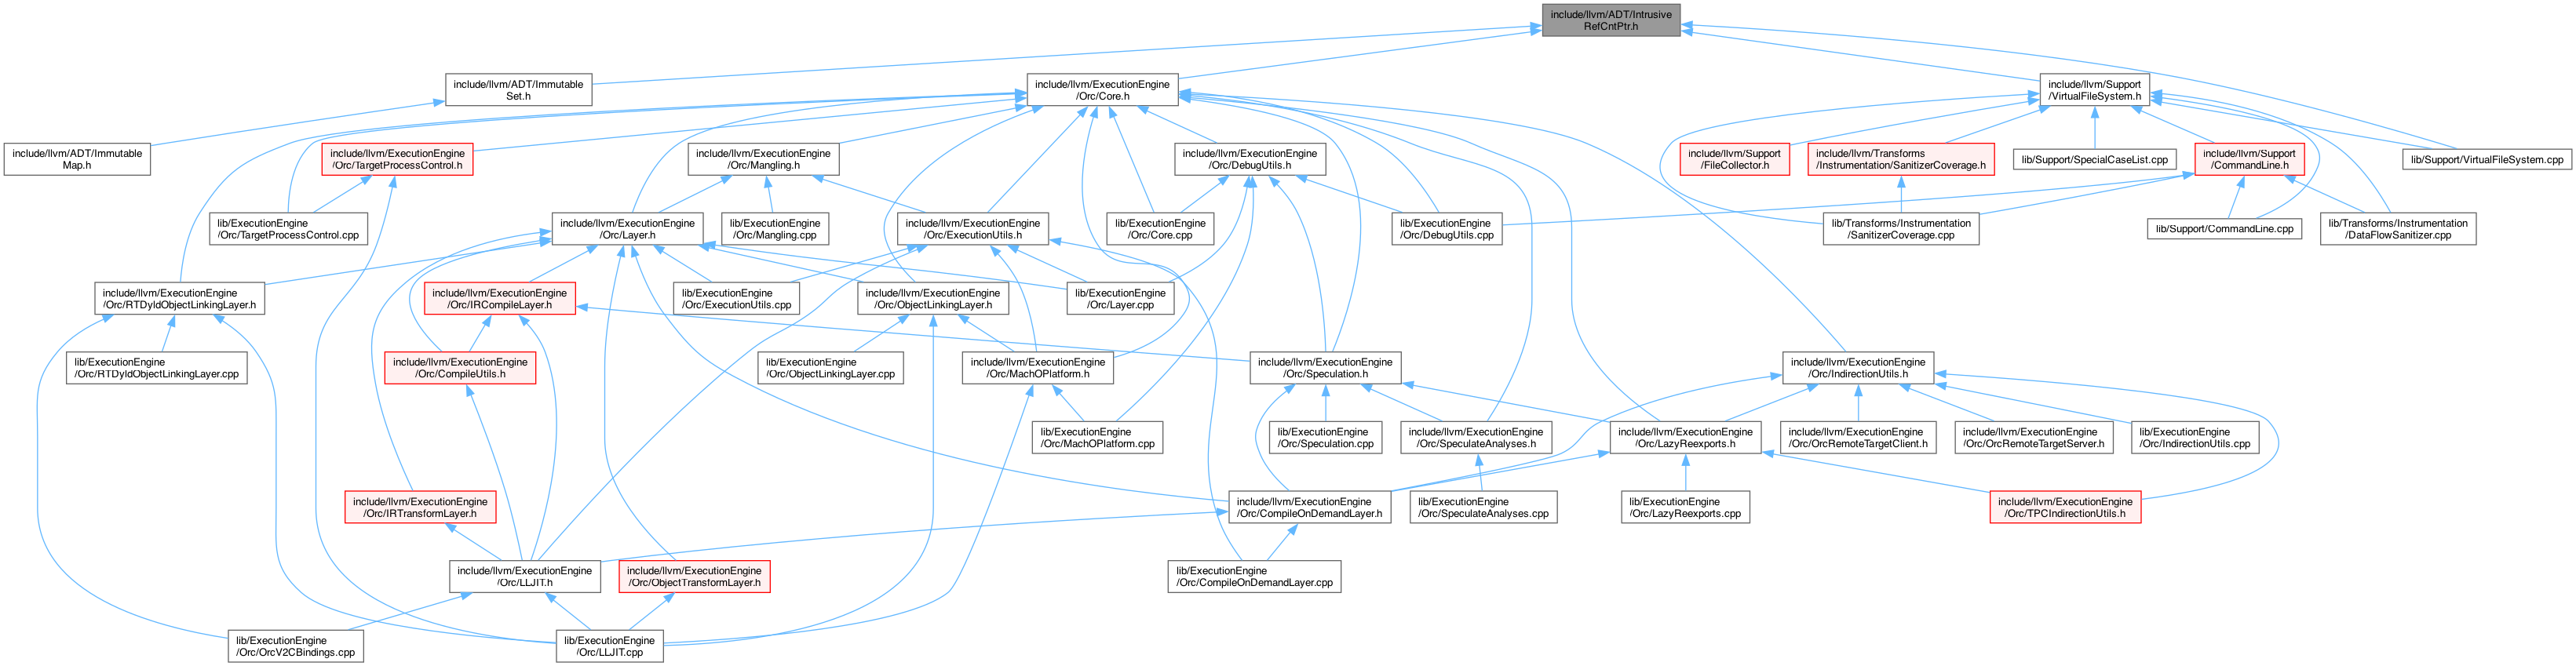 include/llvm/ADT/Intrusive
RefCntPtr.h
include/llvm/ADT/Immutable
Set.h
include/llvm/ExecutionEngine
/Orc/Core.h
include/llvm/Support
/VirtualFileSystem.h
include/llvm/ADT/Immutable
Map.h
include/llvm/ExecutionEngine
/Orc/TargetProcessControl.h
include/llvm/ExecutionEngine
/Orc/Mangling.h
include/llvm/ExecutionEngine
/Orc/DebugUtils.h
include/llvm/Support
/FileCollector.h
include/llvm/Transforms
/Instrumentation/SanitizerCoverage.h
lib/Support/SpecialCaseList.cpp
include/llvm/Support
/CommandLine.h
lib/Support/VirtualFileSystem.cpp
lib/ExecutionEngine
/Orc/TargetProcessControl.cpp
include/llvm/ExecutionEngine
/Orc/Layer.h
lib/ExecutionEngine
/Orc/Mangling.cpp
include/llvm/ExecutionEngine
/Orc/ExecutionUtils.h
lib/ExecutionEngine
/Orc/Core.cpp
lib/ExecutionEngine
/Orc/DebugUtils.cpp
lib/Transforms/Instrumentation
/SanitizerCoverage.cpp
lib/Support/CommandLine.cpp
lib/Transforms/Instrumentation
/DataFlowSanitizer.cpp
include/llvm/ExecutionEngine
/Orc/RTDyldObjectLinkingLayer.h
include/llvm/ExecutionEngine
/Orc/IRCompileLayer.h
lib/ExecutionEngine
/Orc/ExecutionUtils.cpp
include/llvm/ExecutionEngine
/Orc/ObjectLinkingLayer.h
lib/ExecutionEngine
/Orc/Layer.cpp
lib/ExecutionEngine
/Orc/RTDyldObjectLinkingLayer.cpp
include/llvm/ExecutionEngine
/Orc/CompileUtils.h
lib/ExecutionEngine
/Orc/ObjectLinkingLayer.cpp
include/llvm/ExecutionEngine
/Orc/MachOPlatform.h
include/llvm/ExecutionEngine
/Orc/Speculation.h
include/llvm/ExecutionEngine
/Orc/IndirectionUtils.h
lib/ExecutionEngine
/Orc/MachOPlatform.cpp
lib/ExecutionEngine
/Orc/Speculation.cpp
include/llvm/ExecutionEngine
/Orc/SpeculateAnalyses.h
include/llvm/ExecutionEngine
/Orc/LazyReexports.h
include/llvm/ExecutionEngine
/Orc/OrcRemoteTargetClient.h
include/llvm/ExecutionEngine
/Orc/OrcRemoteTargetServer.h
lib/ExecutionEngine
/Orc/IndirectionUtils.cpp
include/llvm/ExecutionEngine
/Orc/IRTransformLayer.h
include/llvm/ExecutionEngine
/Orc/CompileOnDemandLayer.h
lib/ExecutionEngine
/Orc/SpeculateAnalyses.cpp
lib/ExecutionEngine
/Orc/LazyReexports.cpp
include/llvm/ExecutionEngine
/Orc/TPCIndirectionUtils.h
include/llvm/ExecutionEngine
/Orc/LLJIT.h
include/llvm/ExecutionEngine
/Orc/ObjectTransformLayer.h
lib/ExecutionEngine
/Orc/CompileOnDemandLayer.cpp
lib/ExecutionEngine
/Orc/OrcV2CBindings.cpp
lib/ExecutionEngine
/Orc/LLJIT.cpp